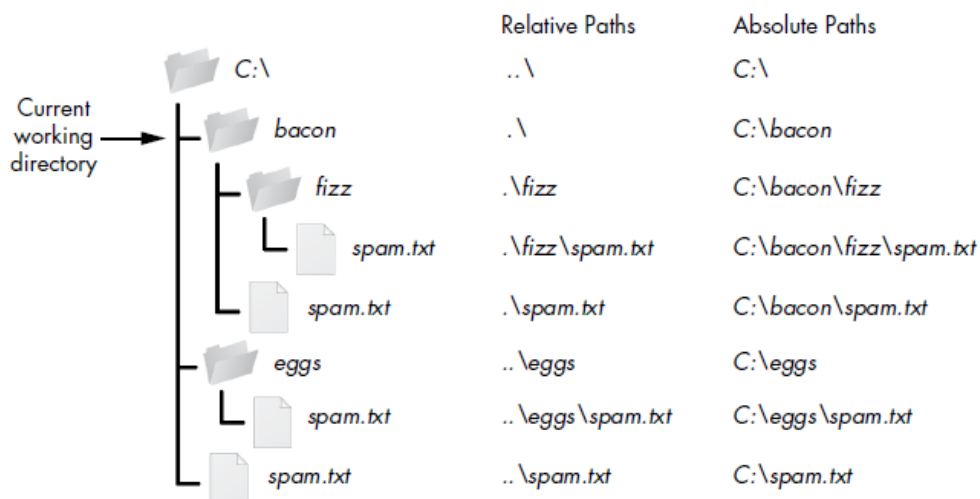 Relative Paths Absolute Paths
C:\ ..\ C:\
Current
working
directory
bacon .\ C:\bacon
fizz .\fizz C:\bacon\fizz
spam.txt .\fizz\spam.txt C:\bacon\fizz\spam.txt
spam.txt .\spam.txt C:\bacon\spam.txt
eggs ..\eggs C:\eggs
spam.txt ..\eggs\spam.txt C:\eggs\spam.txt
spam.txt ..\spam.txt C:\spam.txt